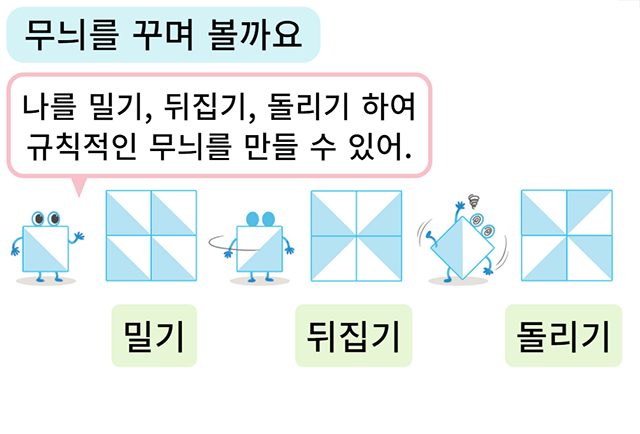 무늬를 꾸며 볼까요
나를 밀기, 뒤집기, 돌리기 하여
규칙적인 무늬를 만들 수 있어.
밀기
뒤집기
돌리기